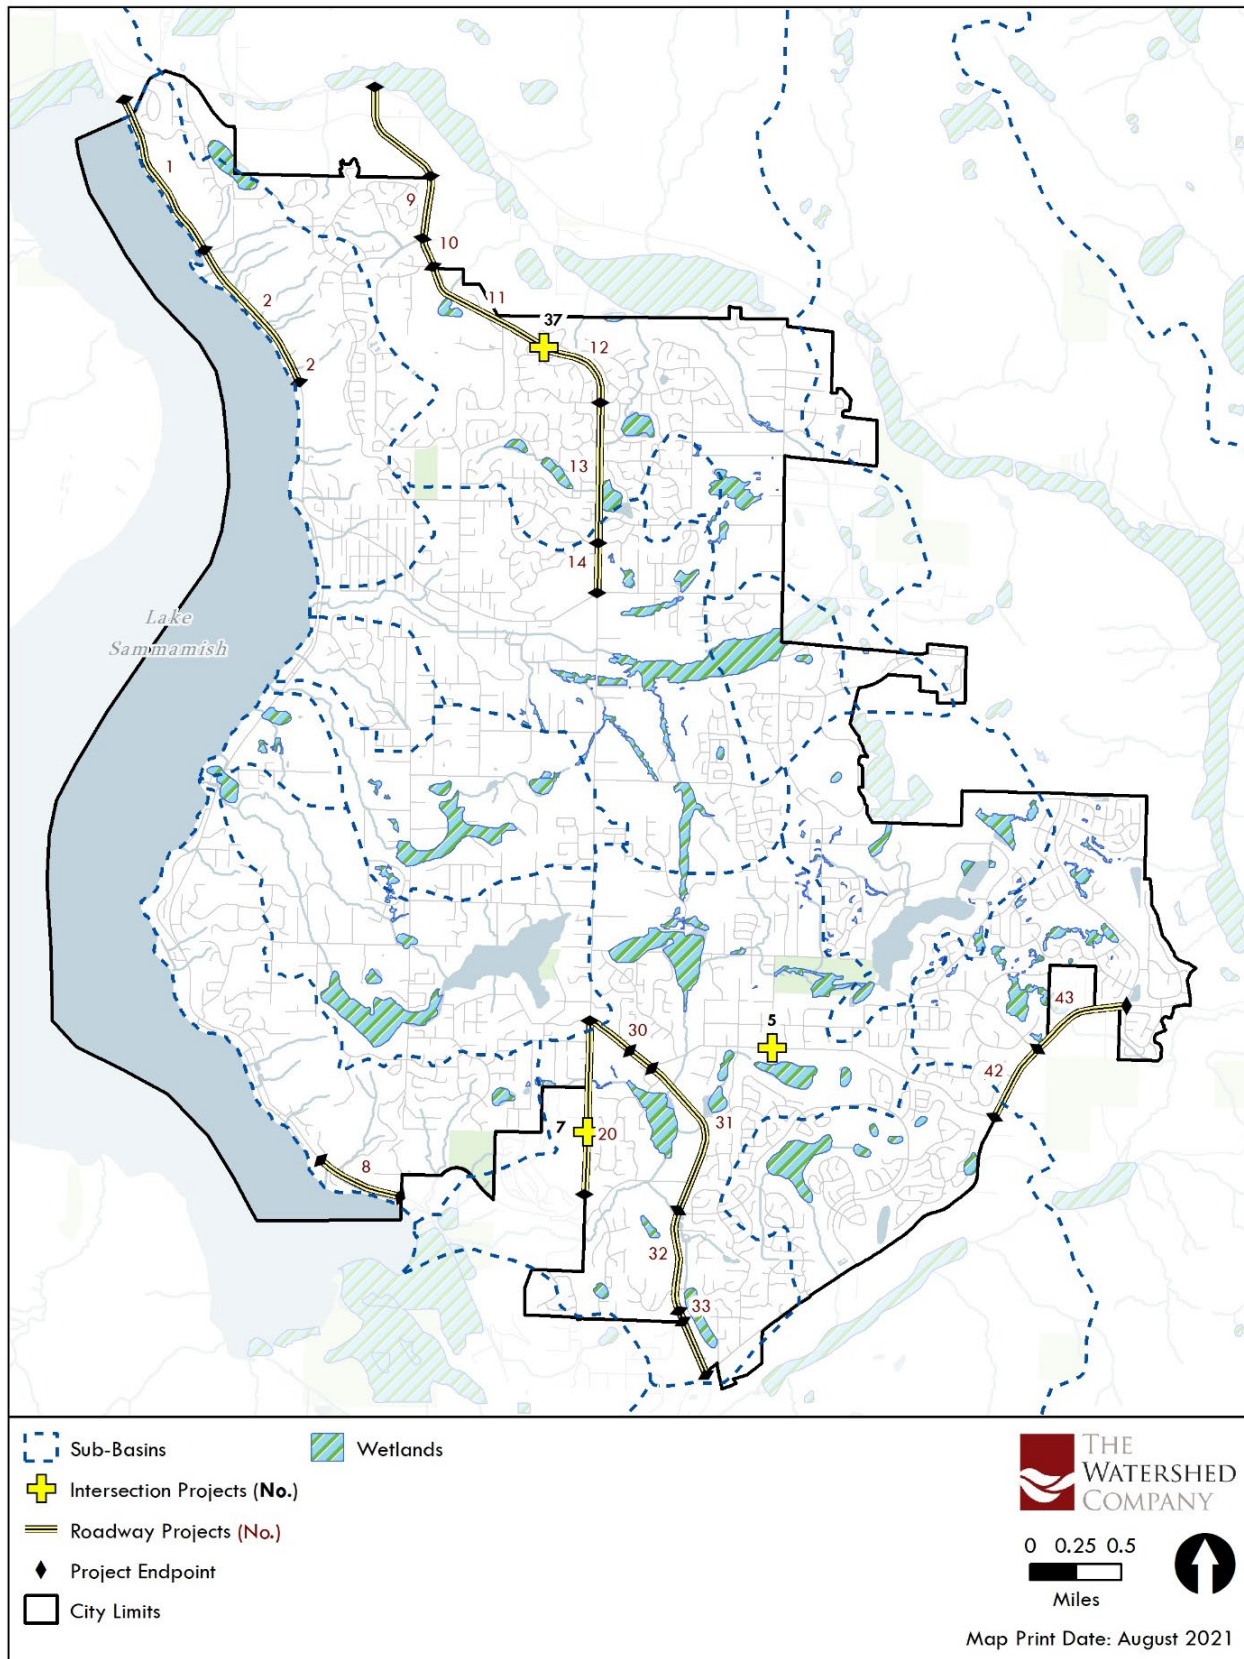 1
9
10
2
11
37
12
2
13
14
Lake
Sammamish
43
5
30
42
31
7
20
8
32
33
Sub-Basins
Wetlands
Intersection Projects (No.)
Roadway Projects (No.)
Project Endpoint
City Limits
THE
WATERSHED
COMPANY
0 0.25 0.5
Miles
Map Print Date: August 2021